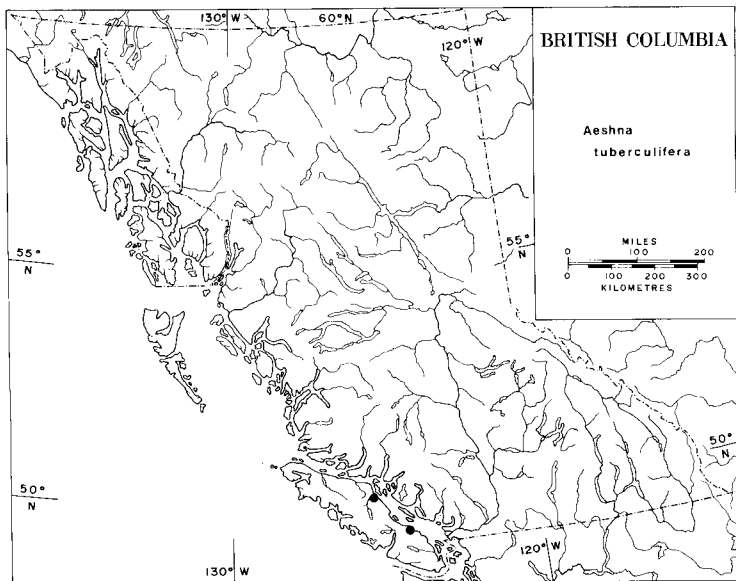 130° W
60° N
120° W
BRITISH COLUMBIA
Aeshna
tuberculifera
MILES
0 100 200
0 100 200 300
KILOMETRES
55°
N
55°
N
50°
N
50°
N
130° W
120° W